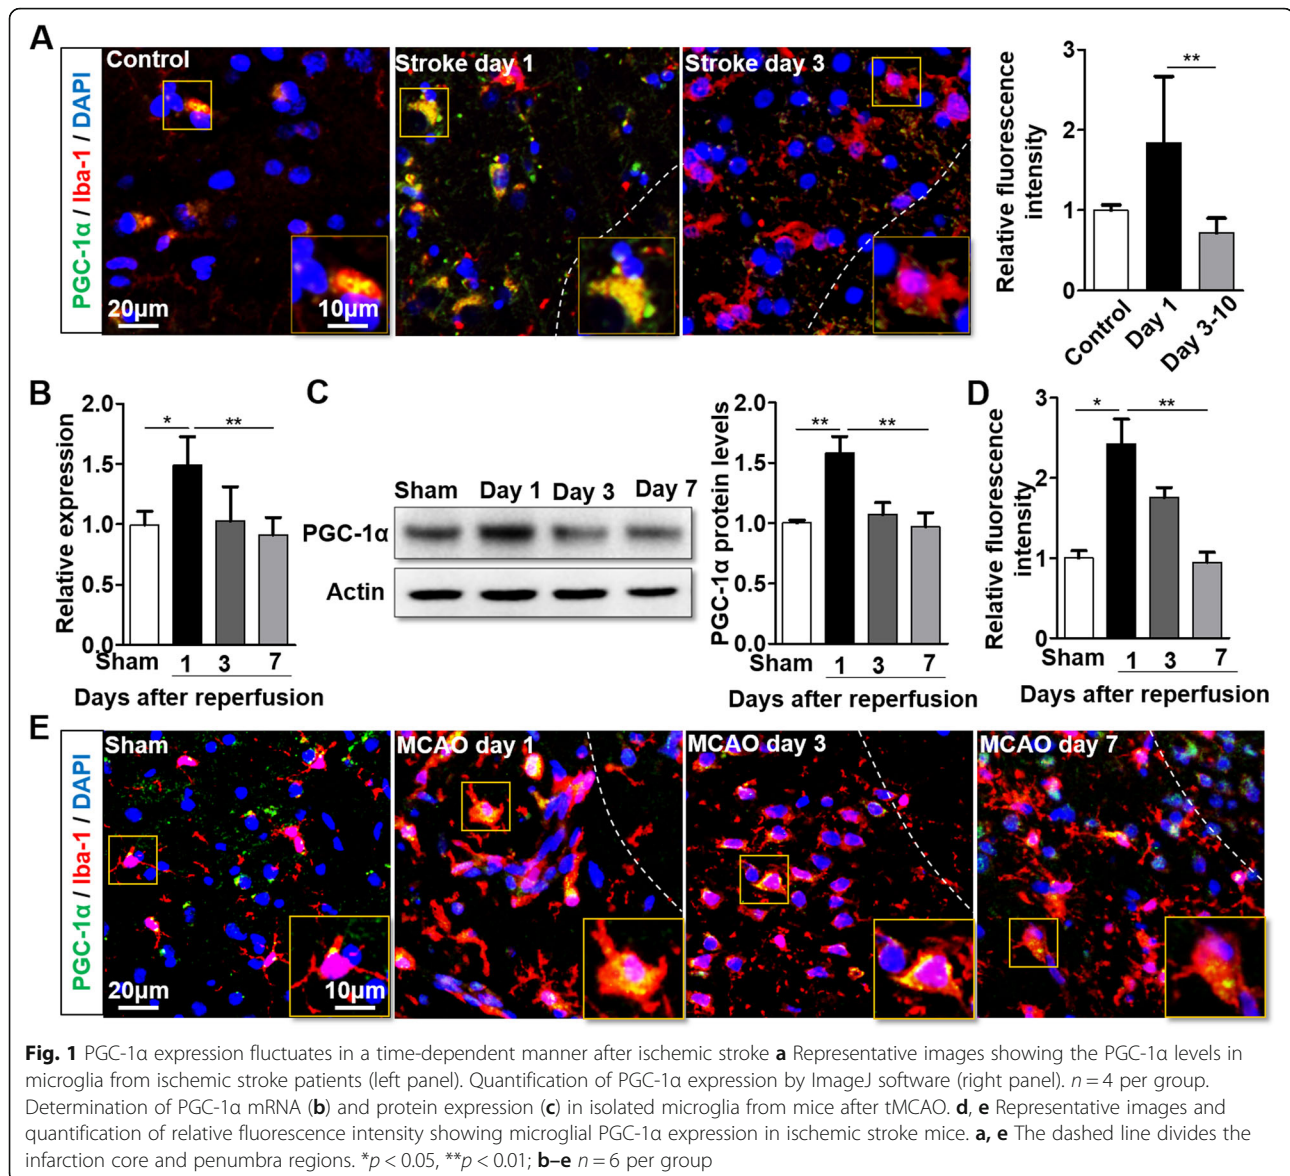 A
PGC-1α / Iba-1 / DAPI
Control
Stroke day 1
Stroke day 3
20μm
10μm
Relative fluorescence
intensity
3
2
1
0
**
Control
Day 1
Day 3-10
B
Relative expression
2.0
1.5
1.0
0.5
0.0
*
**
Sham
1
3
7
Days after reperfusion
C
Sham
Day 1
Day 3
Day 7
PGC-1α
Actin
PGC-1α protein levels
2.0
1.5
1.0
0.5
0.0
**
**
Sham
1
3
7
Days after reperfusion
D
Relative fluorescence
intensity
3
2
1
0
*
**
Sham
1
3
7
Days after reperfusion
E
PGC-1α / Iba-1 / DAPI
Sham
MCAO day 1
MCAO day 3
MCAO day 7
20μm
10μm
Fig. 1 PGC-1α expression fluctuates in a time-dependent manner after ischemic stroke a Representative images showing the PGC-1α levels in
microglia from ischemic stroke patients (left panel). Quantification of PGC-1α expression by ImageJ software (right panel). n = 4 per group.
Determination of PGC-1α mRNA (b) and protein expression (c) in isolated microglia from mice after tMCAO. d, e Representative images and
quantification of relative fluorescence intensity showing microglial PGC-1α expression in ischemic stroke mice. a, e The dashed line divides the
infarction core and penumbra regions. *p < 0.05, **p < 0.01; b–e n = 6 per group